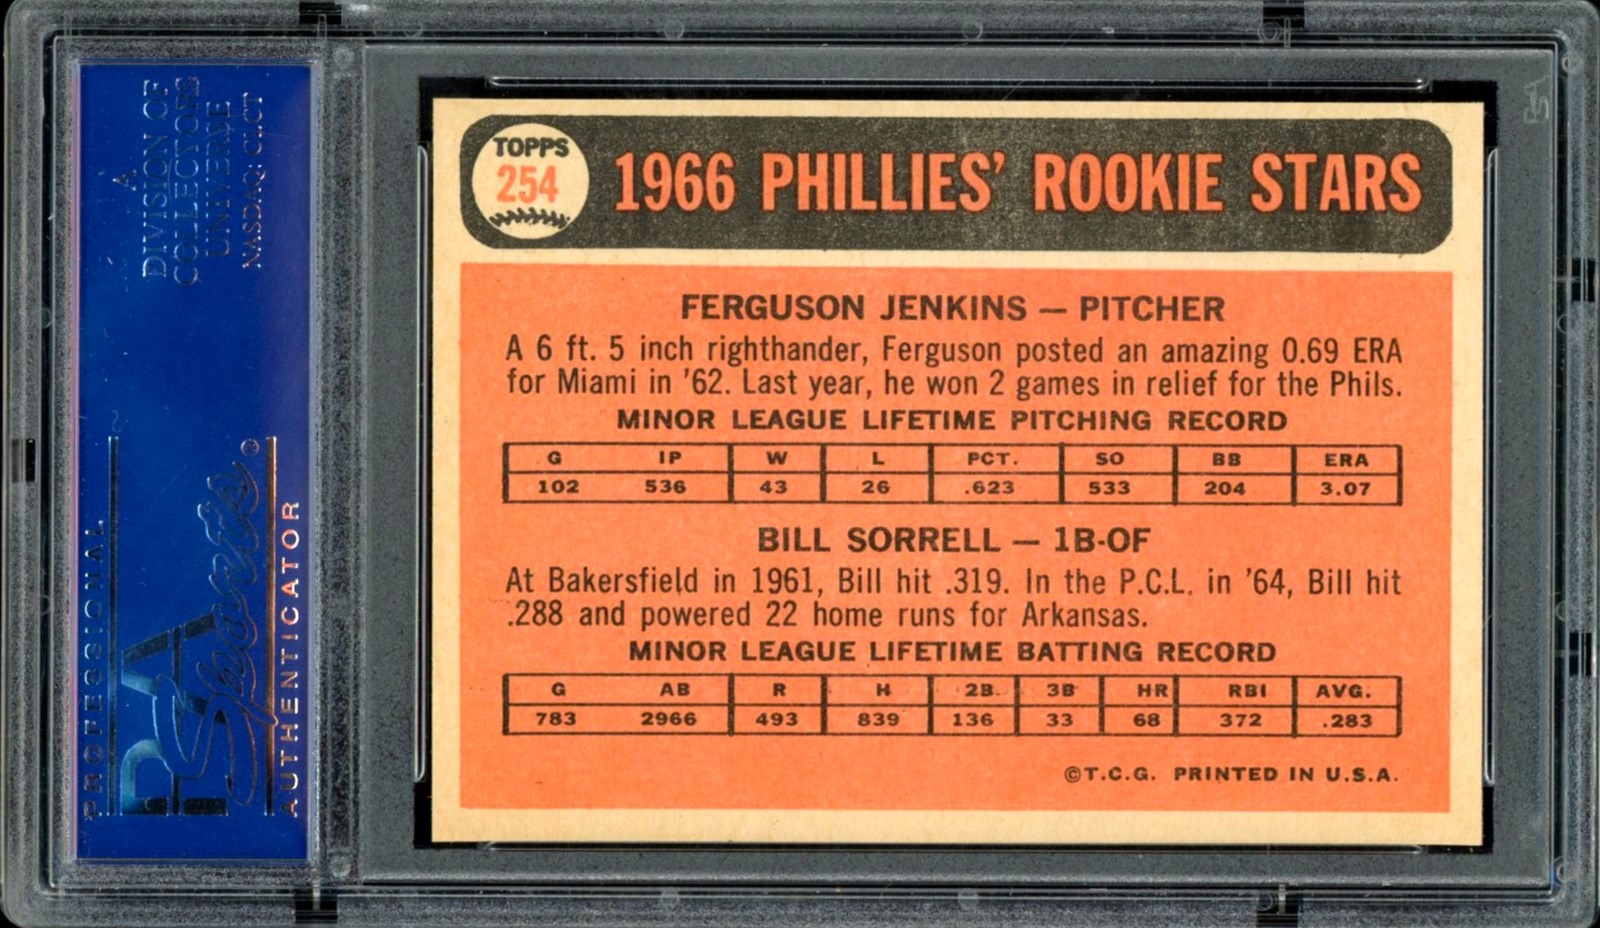 A
DIVISION OF
COLLECTORS
UNIVERSE
NASDAQ: CLCT
PROFESSIONAL
PSA
Sports
®
AUTHENTICATOR
TOPPS
254
1966 PHILLIES' ROOKIE STARS
FERGUSON JENKINS — PITCHER
A 6 ft. 5 inch righthander, Ferguson posted an amazing 0.69 ERA
for Miami in '62. Last year, he won 2 games in relief for the Phils.
MINOR LEAGUE LIFETIME PITCHING RECORD
G IP W L PCT. SO BB ERA
102 536 43 26 .623 533 204 3.07
BILL SORRELL — 1B-OF
At Bakersfield in 1961, Bill hit .319. In the P.C.L. in '64, Bill hit
.288 and powered 22 home runs for Arkansas.
MINOR LEAGUE LIFETIME BATTING RECORD
G AB R H 2B 3B HR RBI AVG.
783 2966 493 839 136 33 68 372 .283
©T.C.G. PRINTED IN U.S.A.